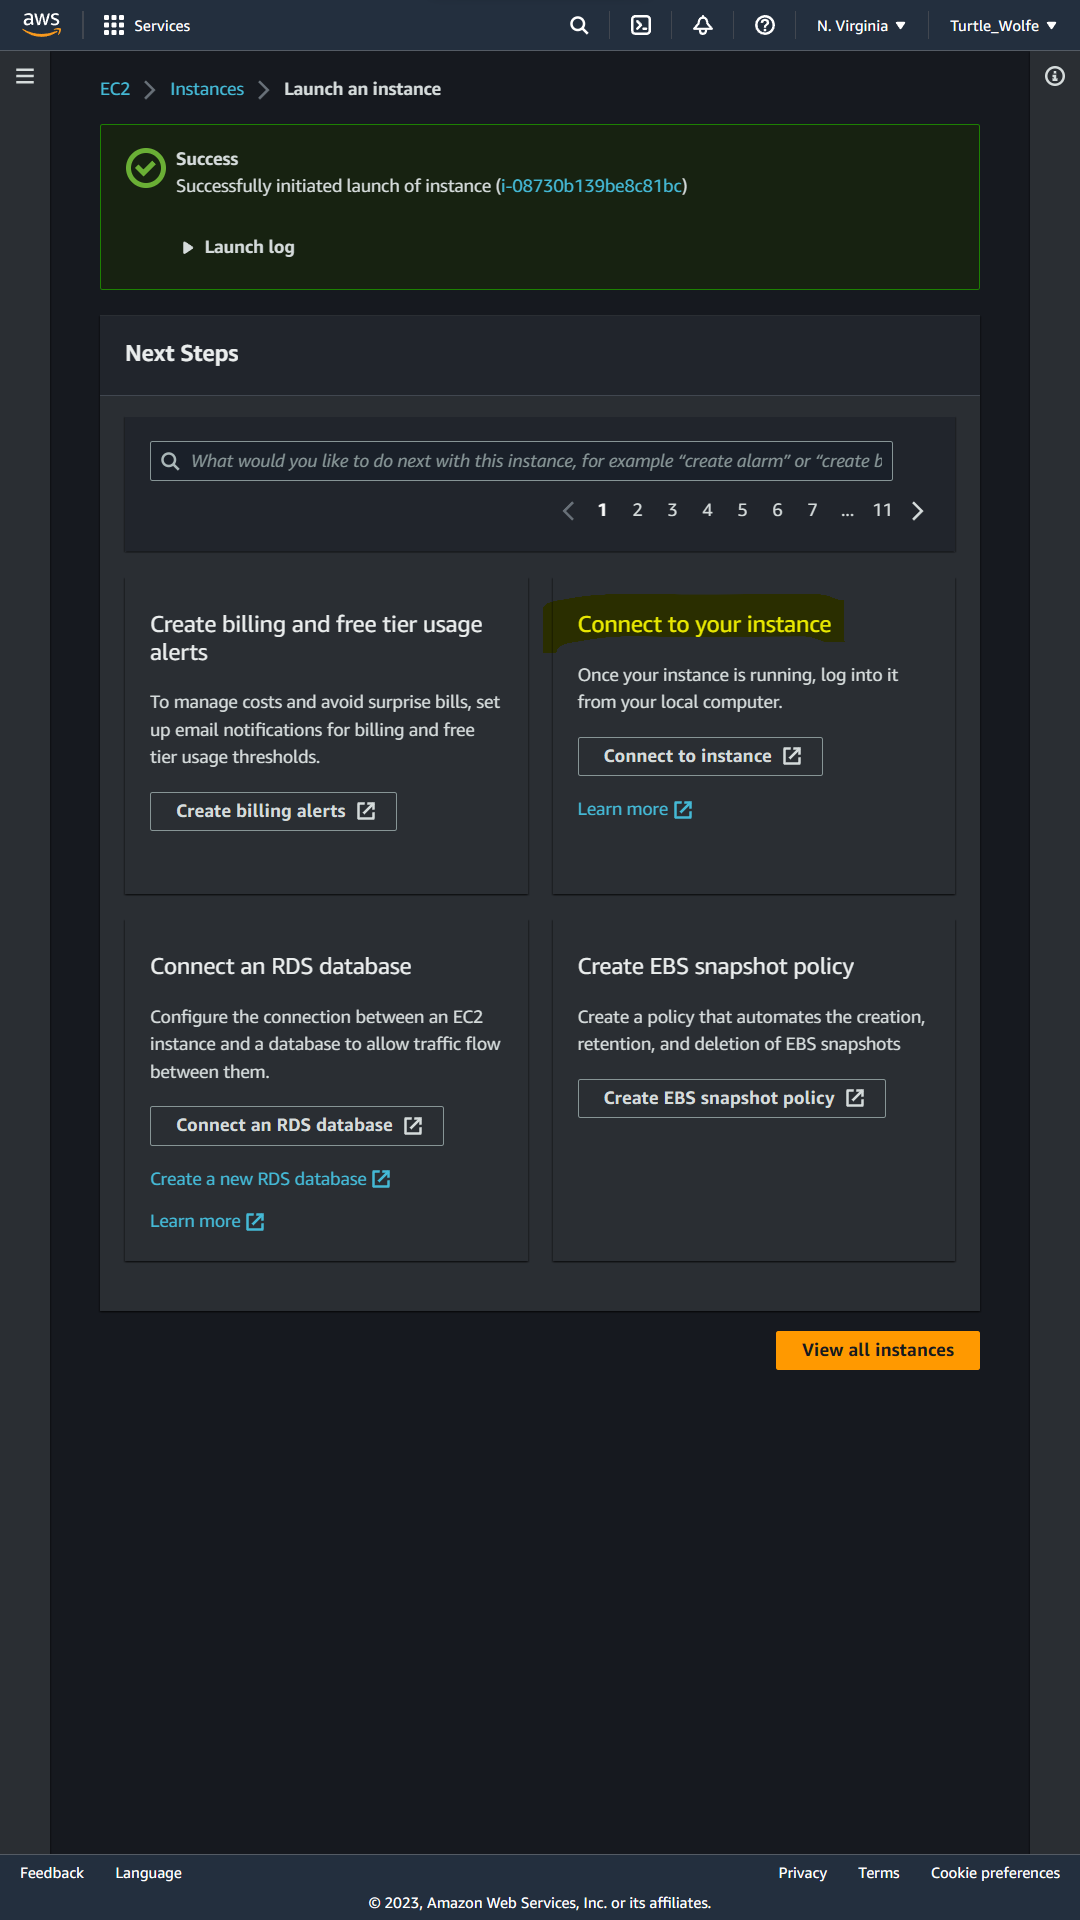 aws
Services
N. Virginia
Turtle_Wolfe
EC2
Instances
Launch an instance
Success
Successfully initiated launch of instance (i-08730b139be8c81bc)
Launch log
Next Steps
What would you like to do next with this instance, for example “create alarm” or “create b
1 2 3 4 5 6 7 ... 11
Create billing and free tier usage
alerts
To manage costs and avoid surprise bills, set
up email notifications for billing and free
tier usage thresholds.
Create billing alerts
Connect to your instance
Once your instance is running, log into it
from your local computer.
Connect to instance
Learn more
Connect an RDS database
Configure the connection between an EC2
instance and a database to allow traffic flow
between them.
Connect an RDS database
Create a new RDS database
Learn more
Create EBS snapshot policy
Create a policy that automates the creation,
retention, and deletion of EBS snapshots
Create EBS snapshot policy
View all instances
Feedback
Language
Privacy
Terms
Cookie preferences
© 2023, Amazon Web Services, Inc. or its affiliates.